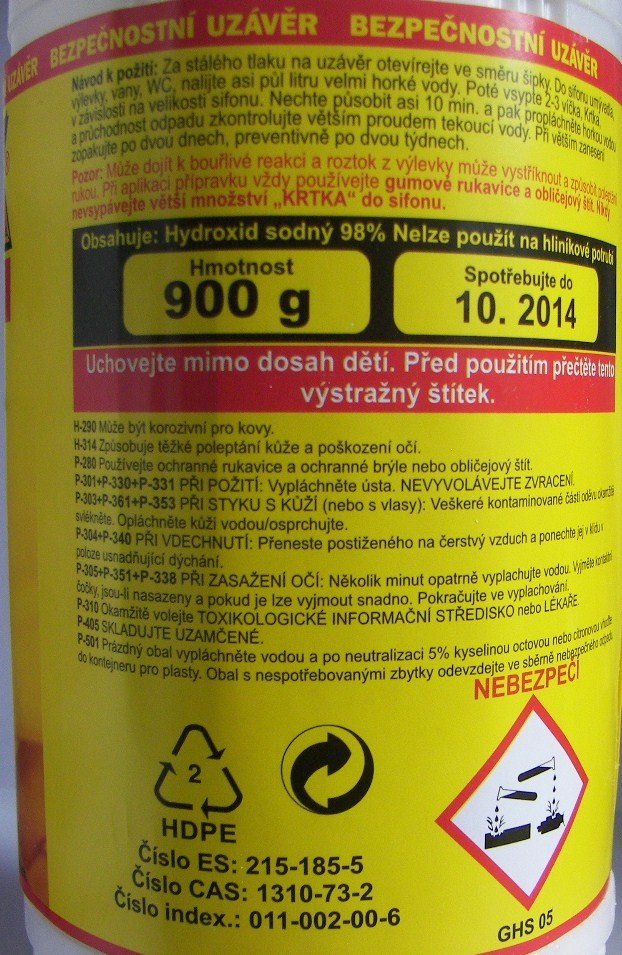 UZÁVĚR BEZPEČNOSTNÍ UZÁVĚR BEZPEČNOSTNÍ UZÁVĚR
Návod k požití: Za stálého tlaku na uzávěr otevírejte ve směru šipky. Do sifonu umyvadla,
výlevky, vany, WC, nalijte asi půl litru velmi horké vody. Poté vsypte 2-3 víčka, Krtka
v závislosti na velikosti sifonu. Nechte působit asi 10 min. a pak propláchněte horkou vodou
a průchodnost odpadu zkontrolujte větším proudem tekoucí vody. Při větším zanesení
zopakujte po dvou dnech, preventivně po dvou týdnech.
Pozor: Může dojít k bouřlivé reakci a roztok z výlevky může vystříknout a způsobit poleptání
rukou. Při aplikaci přípravku vždy používejte gumové rukavice a obličejový štít. Nikdy
nevsypávejte větší množství „KRTKA“ do sifonu.
Obsahuje: Hydroxid sodný 98% Nelze použít na hliníkové potrubí
Hmotnost
900 g
Spotřebujte do
10. 2014
Uchovejte mimo dosah dětí. Před použitím přečtěte tento
výstražný štítek.
H-290 Může být korozivní pro kovy.
H-314 Způsobuje těžké poleptání kůže a poškození očí.
P-280 Používejte ochranné rukavice a ochranné brýle nebo obličejový štít.
P-301+P-330+P-331 PŘI POŽITÍ: Vypláchněte ústa. NEVYVOLÁVEJTE ZVRACENÍ.
P-303+P-361+P-353 PŘI STYKU S KŮŽÍ (nebo s vlasy): Veškeré kontaminované části oděvu okamžitě
svlékněte. Opláchněte kůži vodou/osprchujte.
P-304+P-340 PŘI VDECHNUTÍ: Přeneste postiženého na čerstvý vzduch a ponechte jej v klidu v
poloze usnadňující dýchání.
P-305+P-351+P-338 PŘI ZASAŽENÍ OČÍ: Několik minut opatrně vyplachujte vodou. Vyjměte kontaktní
čočky, jsou-li nasazeny a pokud je lze vyjmout snadno. Pokračujte ve vyplachování.
P-310 Okamžitě volejte TOXIKOLOGICKÉ INFORMAČNÍ STŘEDISKO nebo LÉKAŘE.
P-405 SKLADUJTE UZAMČENÉ.
P-501 Prázdný obal vypláchněte vodou a po neutralizaci 5% kyselinou octovou nebo citronovou vhoďte
do kontejneru pro plasty. Obal s nespotřebovanými zbytky odevzdejte ve sběrně nebezpečného odpadu
NEBEZPEČÍ
2
HDPE
Číslo ES: 215-185-5
Číslo CAS: 1310-73-2
Číslo index.: 011-002-00-6
GHS 05